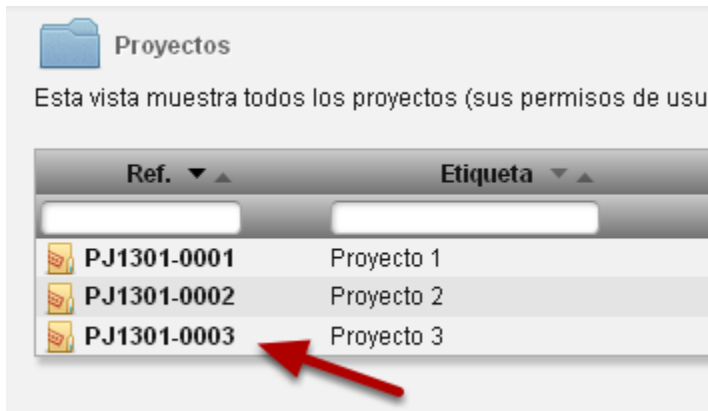 Proyectos
Esta vista muestra todos los proyectos (sus permisos de usu
Ref. Etiqueta
PJ1301-0001 Proyecto 1
PJ1301-0002 Proyecto 2
PJ1301-0003 Proyecto 3